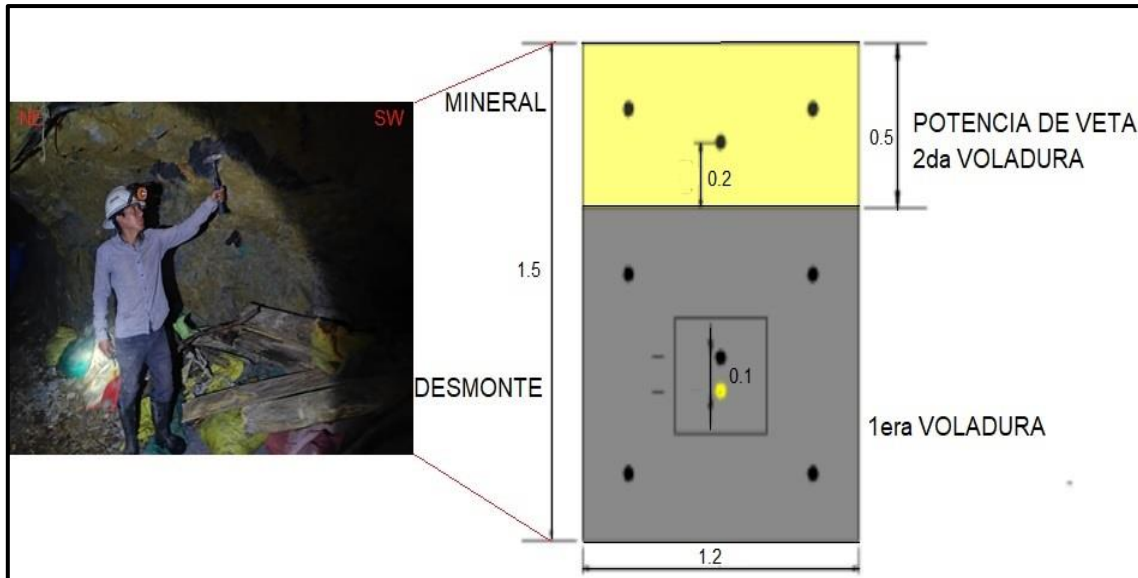 NE
SW
MINERAL
0.5
POTENCIA DE VETA
2da VOLADURA
0.2
1.5
DESMONTE
0.1
1era VOLADURA
1.2